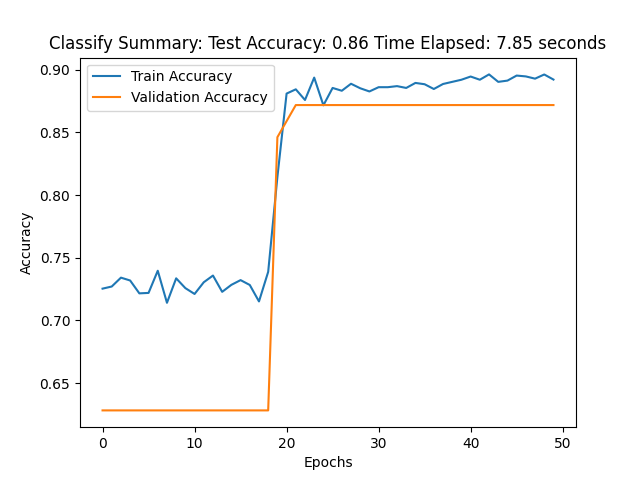 Classify Summary: Test Accuracy: 0.86 Time Elapsed: 7.85 seconds
Train Accuracy
Validation Accuracy
0.90
0.85
0.80
0.75
0.70
0.65
Accuracy
0 10 20 30 40 50
Epochs